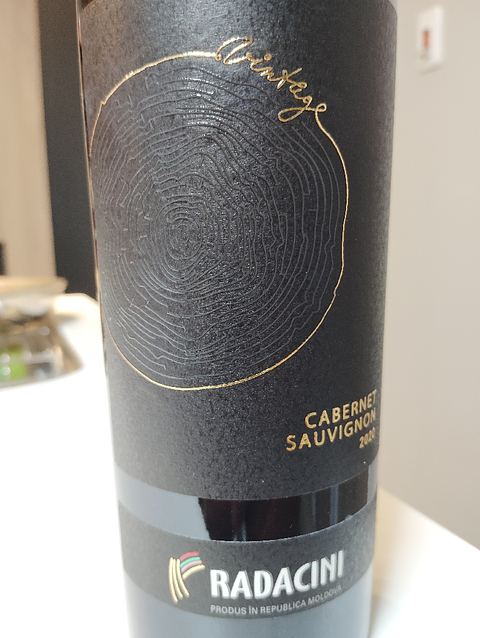 Vintage
CABERNET
SAUVIGNON
2020
RADACINI
PRODUS ÎN REPUBLICA MOLDOVA